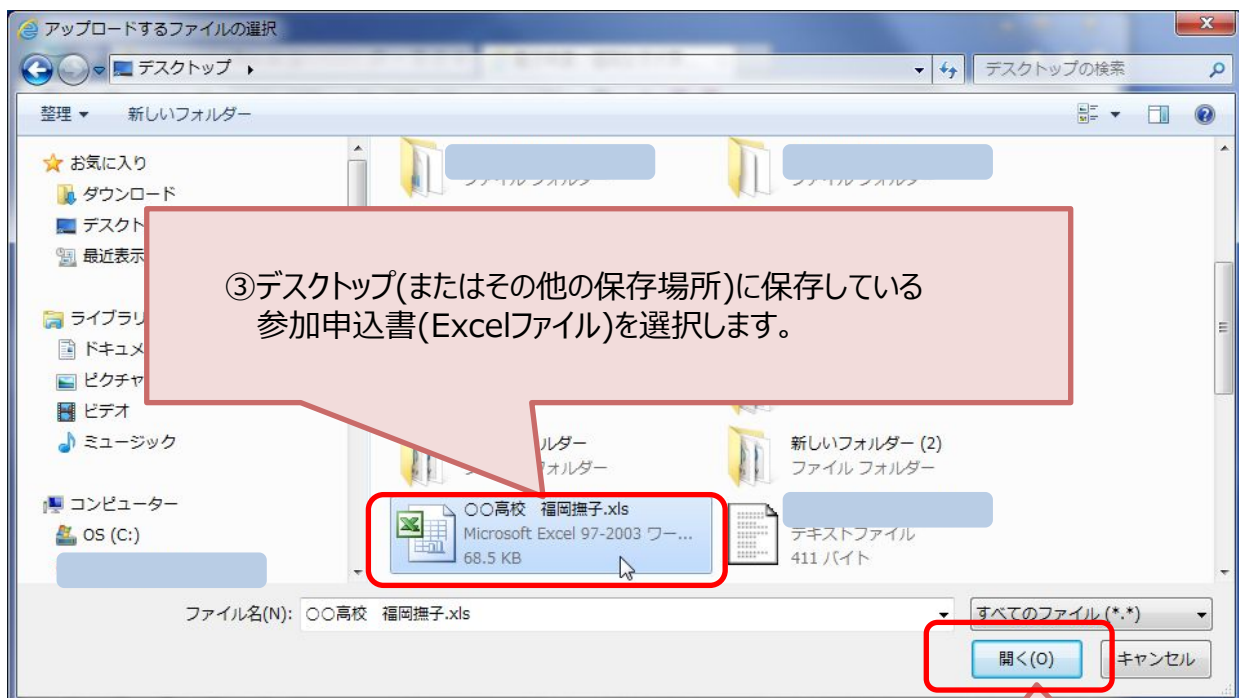 アップロードするファイルの選択
デスクトップ
デスクトップの検索
整理
新しいフォルダー
お気に入り
ダウンロード
デスクト
最近表示
ライブラリ
ドキュメ
ピクチャ
ビデオ
ミュージック
コンピューター
OS (C:)
③デスクトップ(またはその他の保存場所)に保存している
参加申込書(Excelファイル)を選択します。
ルダー
フォルダー
新しいフォルダー (2)
ファイル フォルダー
○○高校 福岡撫子.xls
Microsoft Excel 97-2003 ワー...
68.5 KB
テキストファイル
411 バイト
ファイル名(N):
○○高校 福岡撫子.xls
すべてのファイル (*.*)
開く(O)
キャンセル